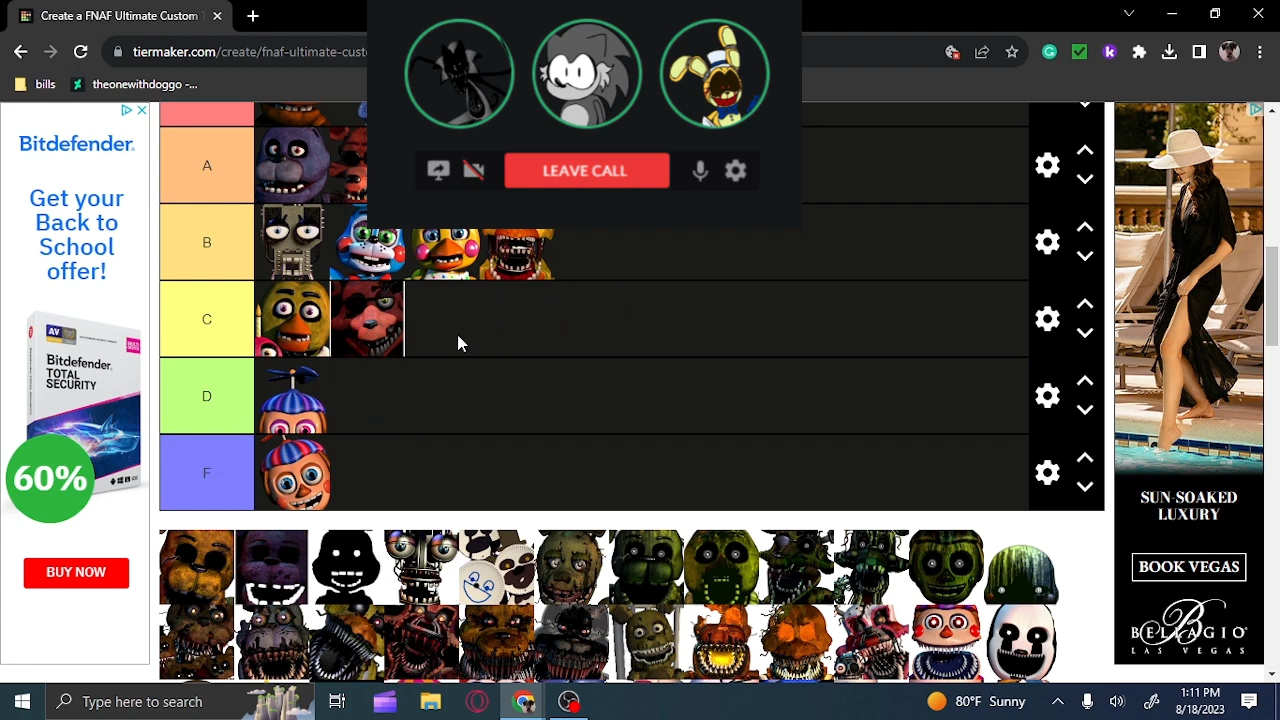 Create a FNAF Ultimate Custom T
tiermaker.com/create/fnaf-ultimate-cust
bills
theonewithdoggo -...
LEAVE CALL
A
B
C
D
F
Bitdefender.
Get your
Back to
School
offer!
AV
Bitdefender
TOTAL
SECURITY
60%
BUY NOW
SUN-SOAKED
LUXURY
BOOK VEGAS
B
BELLAGIO
LAS VEGAS
Type here to search
80°F Sunny
1:11 PM
8/18/2023